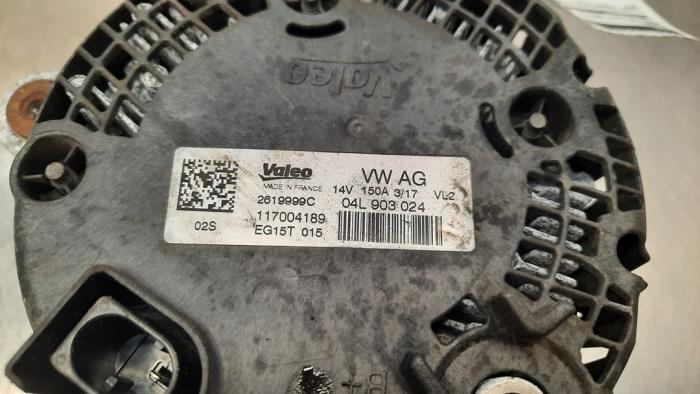 Valeo
Valeo VW AG
MADE IN FRANCE 14V 150A 3/17 VL2
2619999C 04L 903 024
117004189
02S EG15T 015
+
B